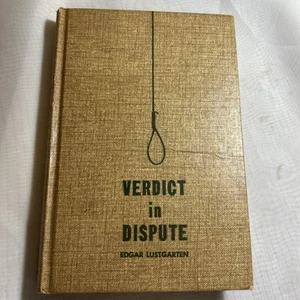 VERDICT
in
DISPUTE
EDGAR LUSTGARTEN